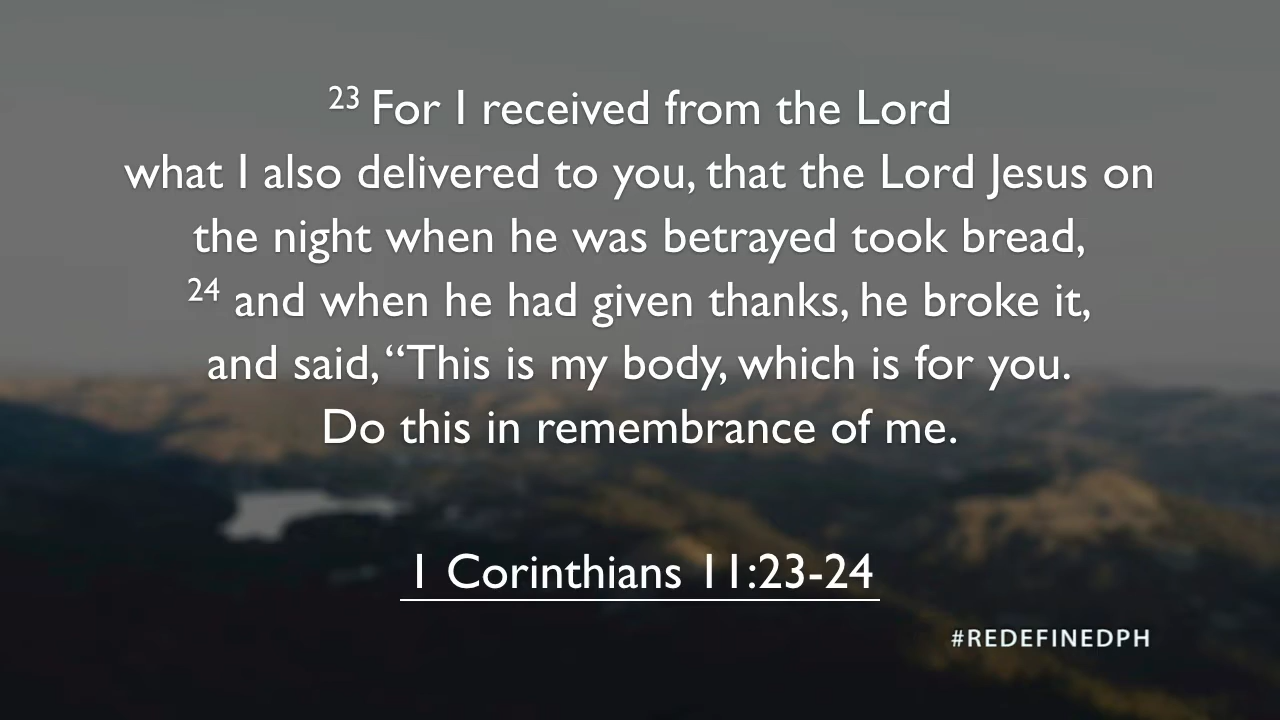 23 For I received from the Lord
what I also delivered to you, that the Lord Jesus on
the night when he was betrayed took bread,
24 and when he had given thanks, he broke it,
and said, “This is my body, which is for you.
Do this in remembrance of me.
1 Corinthians 11:23-24
#REDEFINEDPH